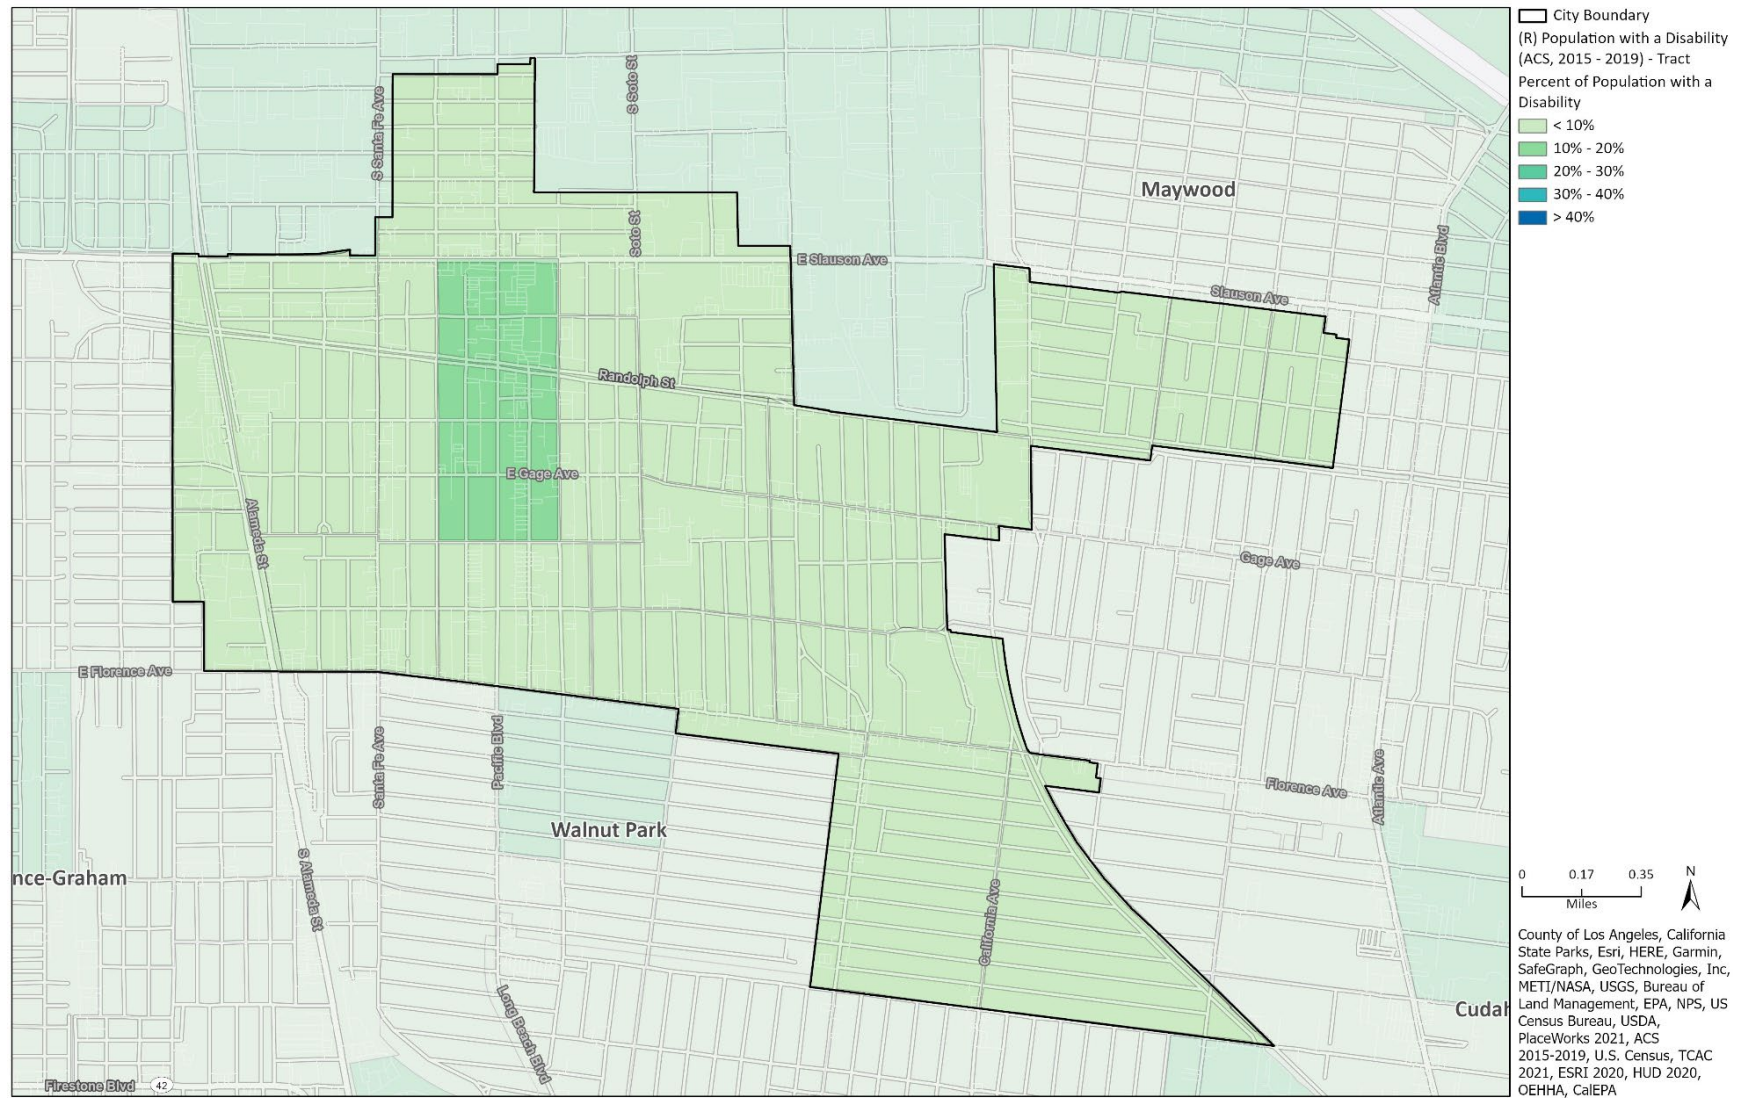 S Santa Fe Ave
S Soto St
Maywood
Atlantic Blvd
Soto St
E Slauson Ave
Slauson Ave
Randolph St
E Gage Ave
Alameda St
Gage Ave
E Florence Ave
Santa Fe Ave
Pacific Blvd
Florence Ave
Atlantic Ave
Walnut Park
nce-Graham
S Alameda St
California Ave
Long Beach Blvd
Cudah
Firestone Blvd
42
City Boundary
(R) Population with a Disability
(ACS, 2015 - 2019) - Tract
Percent of Population with a
Disability
< 10%
10% - 20%
20% - 30%
30% - 40%
> 40%
0 0.17 0.35
Miles
N
County of Los Angeles, California
State Parks, Esri, HERE, Garmin,
SafeGraph, GeoTechnologies, Inc,
METI/NASA, USGS, Bureau of
Land Management, EPA, NPS, US
Census Bureau, USDA,
PlaceWorks 2021, ACS
2015-2019, U.S. Census, TCAC
2021, ESRI 2020, HUD 2020,
OEHHA, CalEPA